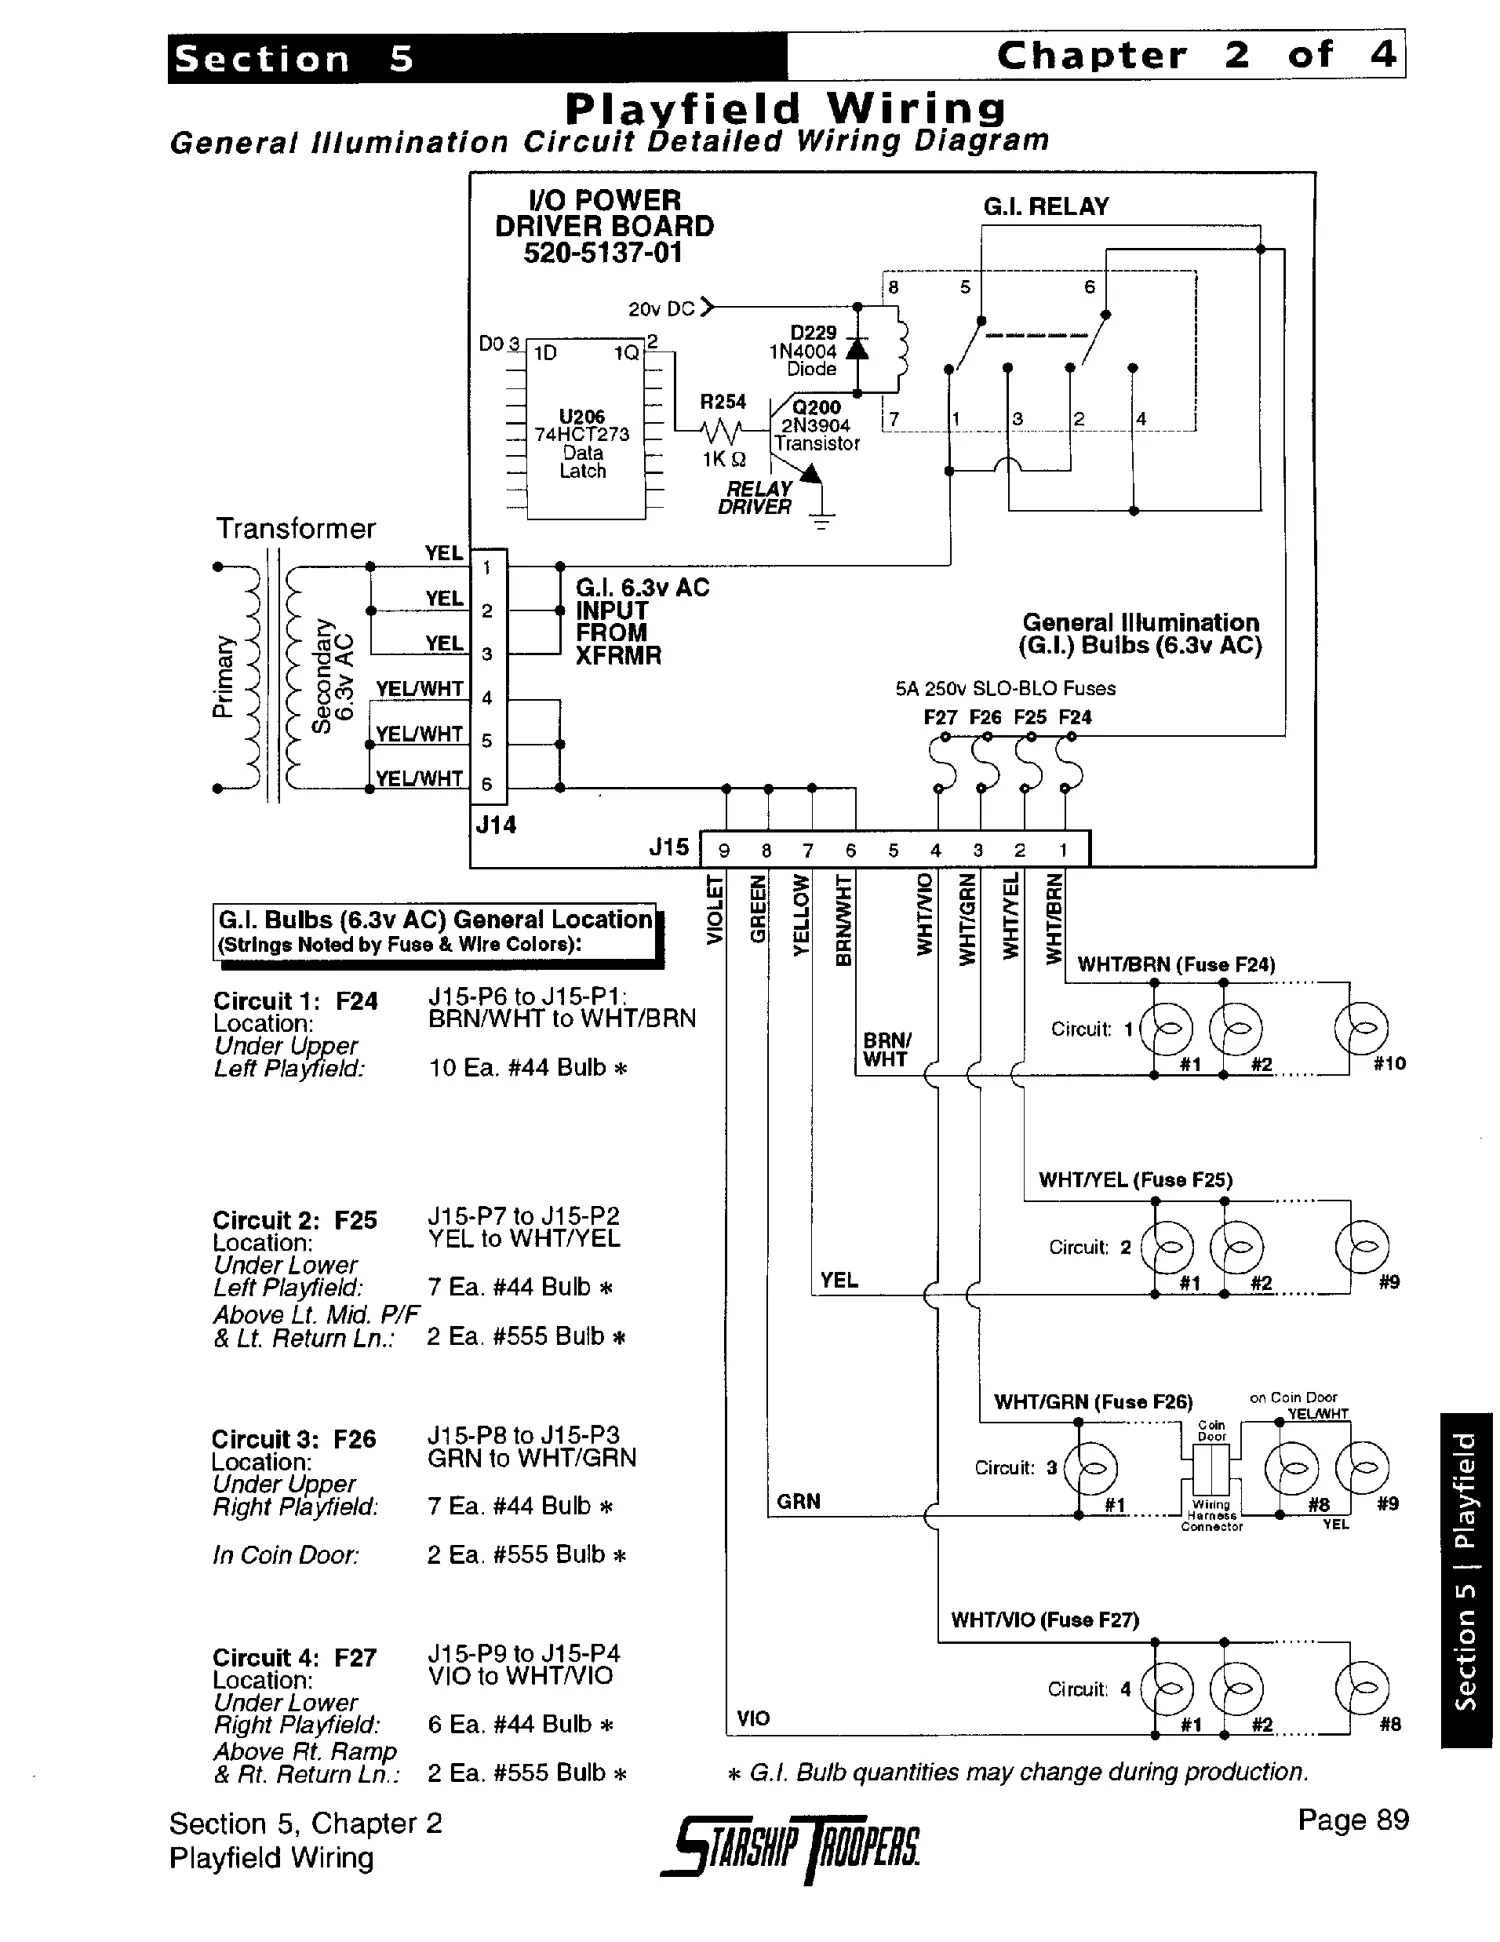 Section 5
Chapter 2 of 4
Playfield Wiring
General Illumination Circuit Detailed Wiring Diagram
I/O POWER
DRIVER BOARD
520-5137-01
G.I. RELAY
20v DC
8 5 6
D0 3 1D 1Q 2
D229
1N4004
Diode
U206
74HCT273
Data
Latch
R254
1K Ω
Q200
2N3904
Transistor
RELAY
DRIVER
7 1 3 2 4
Transformer
Primary
Secondary
6.3v AC
YEL 1
YEL 2
YEL 3
YEL/WHT 4
YEL/WHT 5
YEL/WHT 6
J14
G.I. 6.3v AC
INPUT
FROM
XFRMR
General Illumination
(G.I.) Bulbs (6.3v AC)
5A 250v SLO-BLO Fuses
F27 F26 F25 F24
J15 9 8 7 6 5 4 3 2 1
VIOLET
GREEN
YELLOW
BRN/WHT
WHT/VIO
WHT/GRN
WHT/YEL
WHT/BRN
G.I. Bulbs (6.3v AC) General Location
(Strings Noted by Fuse & Wire Colors):
Circuit 1: F24 J15-P6 to J15-P1:
Location: BRN/WHT to WHT/BRN
Under Upper
Left Playfield: 10 Ea. #44 Bulb *
WHT/BRN (Fuse F24)
BRN/
WHT
Circuit: 1
#1 #2 #10
Circuit 2: F25 J15-P7 to J15-P2
Location: YEL to WHT/YEL
Under Lower
Left Playfield: 7 Ea. #44 Bulb *
Above Lt. Mid. P/F
& Lt. Return Ln.: 2 Ea. #555 Bulb *
WHT/YEL (Fuse F25)
Circuit: 2
YEL
#1 #2 #9
Circuit 3: F26 J15-P8 to J15-P3
Location: GRN to WHT/GRN
Under Upper
Right Playfield: 7 Ea. #44 Bulb *
In Coin Door: 2 Ea. #555 Bulb *
WHT/GRN (Fuse F26)
on Coin Door
YEL/WHT
Coin
Door
Circuit: 3
GRN
#1
Wiring
Harness
Connector
#8 #9
YEL
Circuit 4: F27 J15-P9 to J15-P4
Location: VIO to WHT/VIO
Under Lower
Right Playfield: 6 Ea. #44 Bulb *
Above Rt. Ramp
& Rt. Return Ln.: 2 Ea. #555 Bulb *
WHT/VIO (Fuse F27)
Circuit: 4
VIO
#1 #2 #8
* G.I. Bulb quantities may change during production.
Section 5 | Playfield
Section 5, Chapter 2
Playfield Wiring
STARSHIP TROOPERS.
Page 89